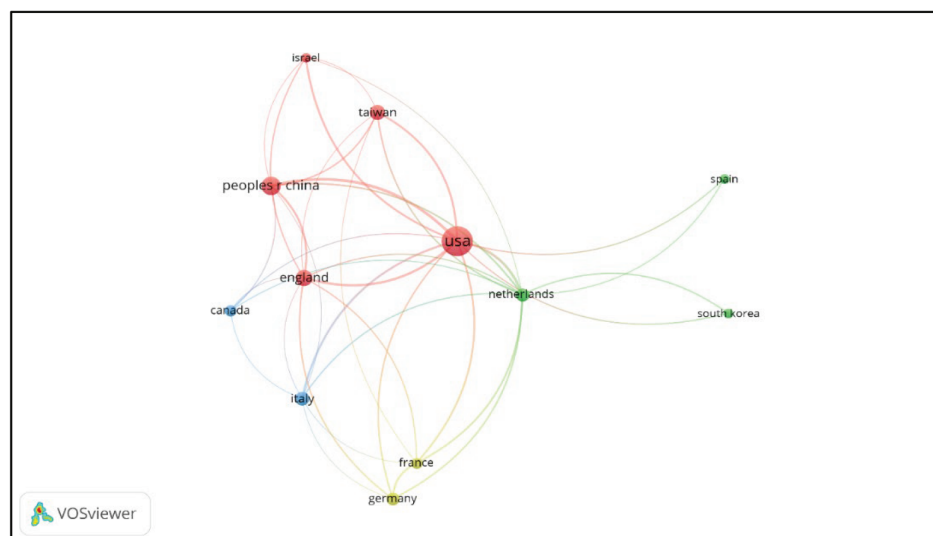 israel
taiwan
peoples r china
spain
usa
england
netherlands
canada
south korea
italy
france
germany
VOSviewer